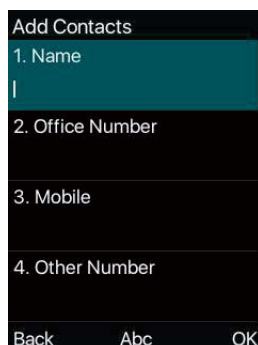 Add Contacts
1. Name
2. Office Number
3. Mobile
4. Other Number
Back Abc OK